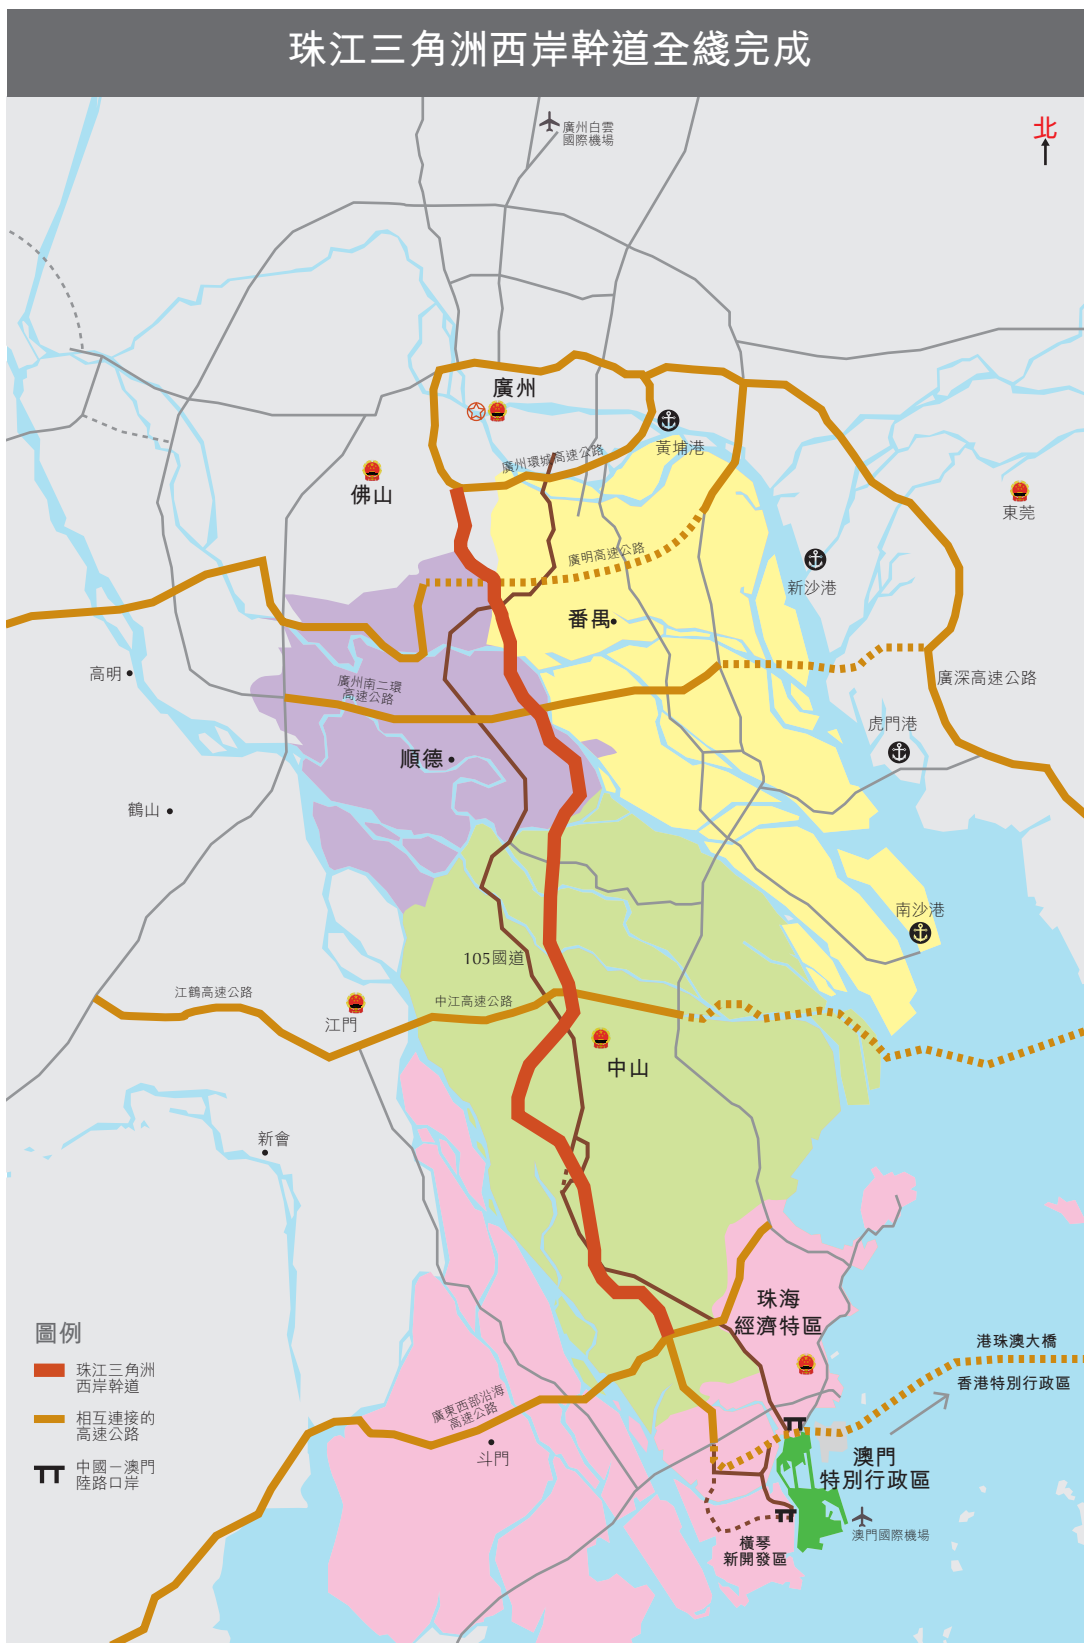 珠江三角洲西岸幹道全綫完成
廣州白雲
國際機場
北
廣州
黃埔港
廣州環城高速公路
佛山
東莞
廣明高速公路
新沙港
番禺
高明
廣州南二環
高速公路
廣深高速公路
虎門港
順德
鶴山
南沙港
105國道
江鶴高速公路
中江高速公路
江門
中山
新會
珠海
經濟特區
圖例
珠江三角洲
西岸幹道
相互連接的
高速公路
中國－澳門
陸路口岸
港珠澳大橋
香港特別行政區
廣東西部沿海
高速公路
斗門
澳門
特別行政區
澳門國際機場
橫琴
新開發區